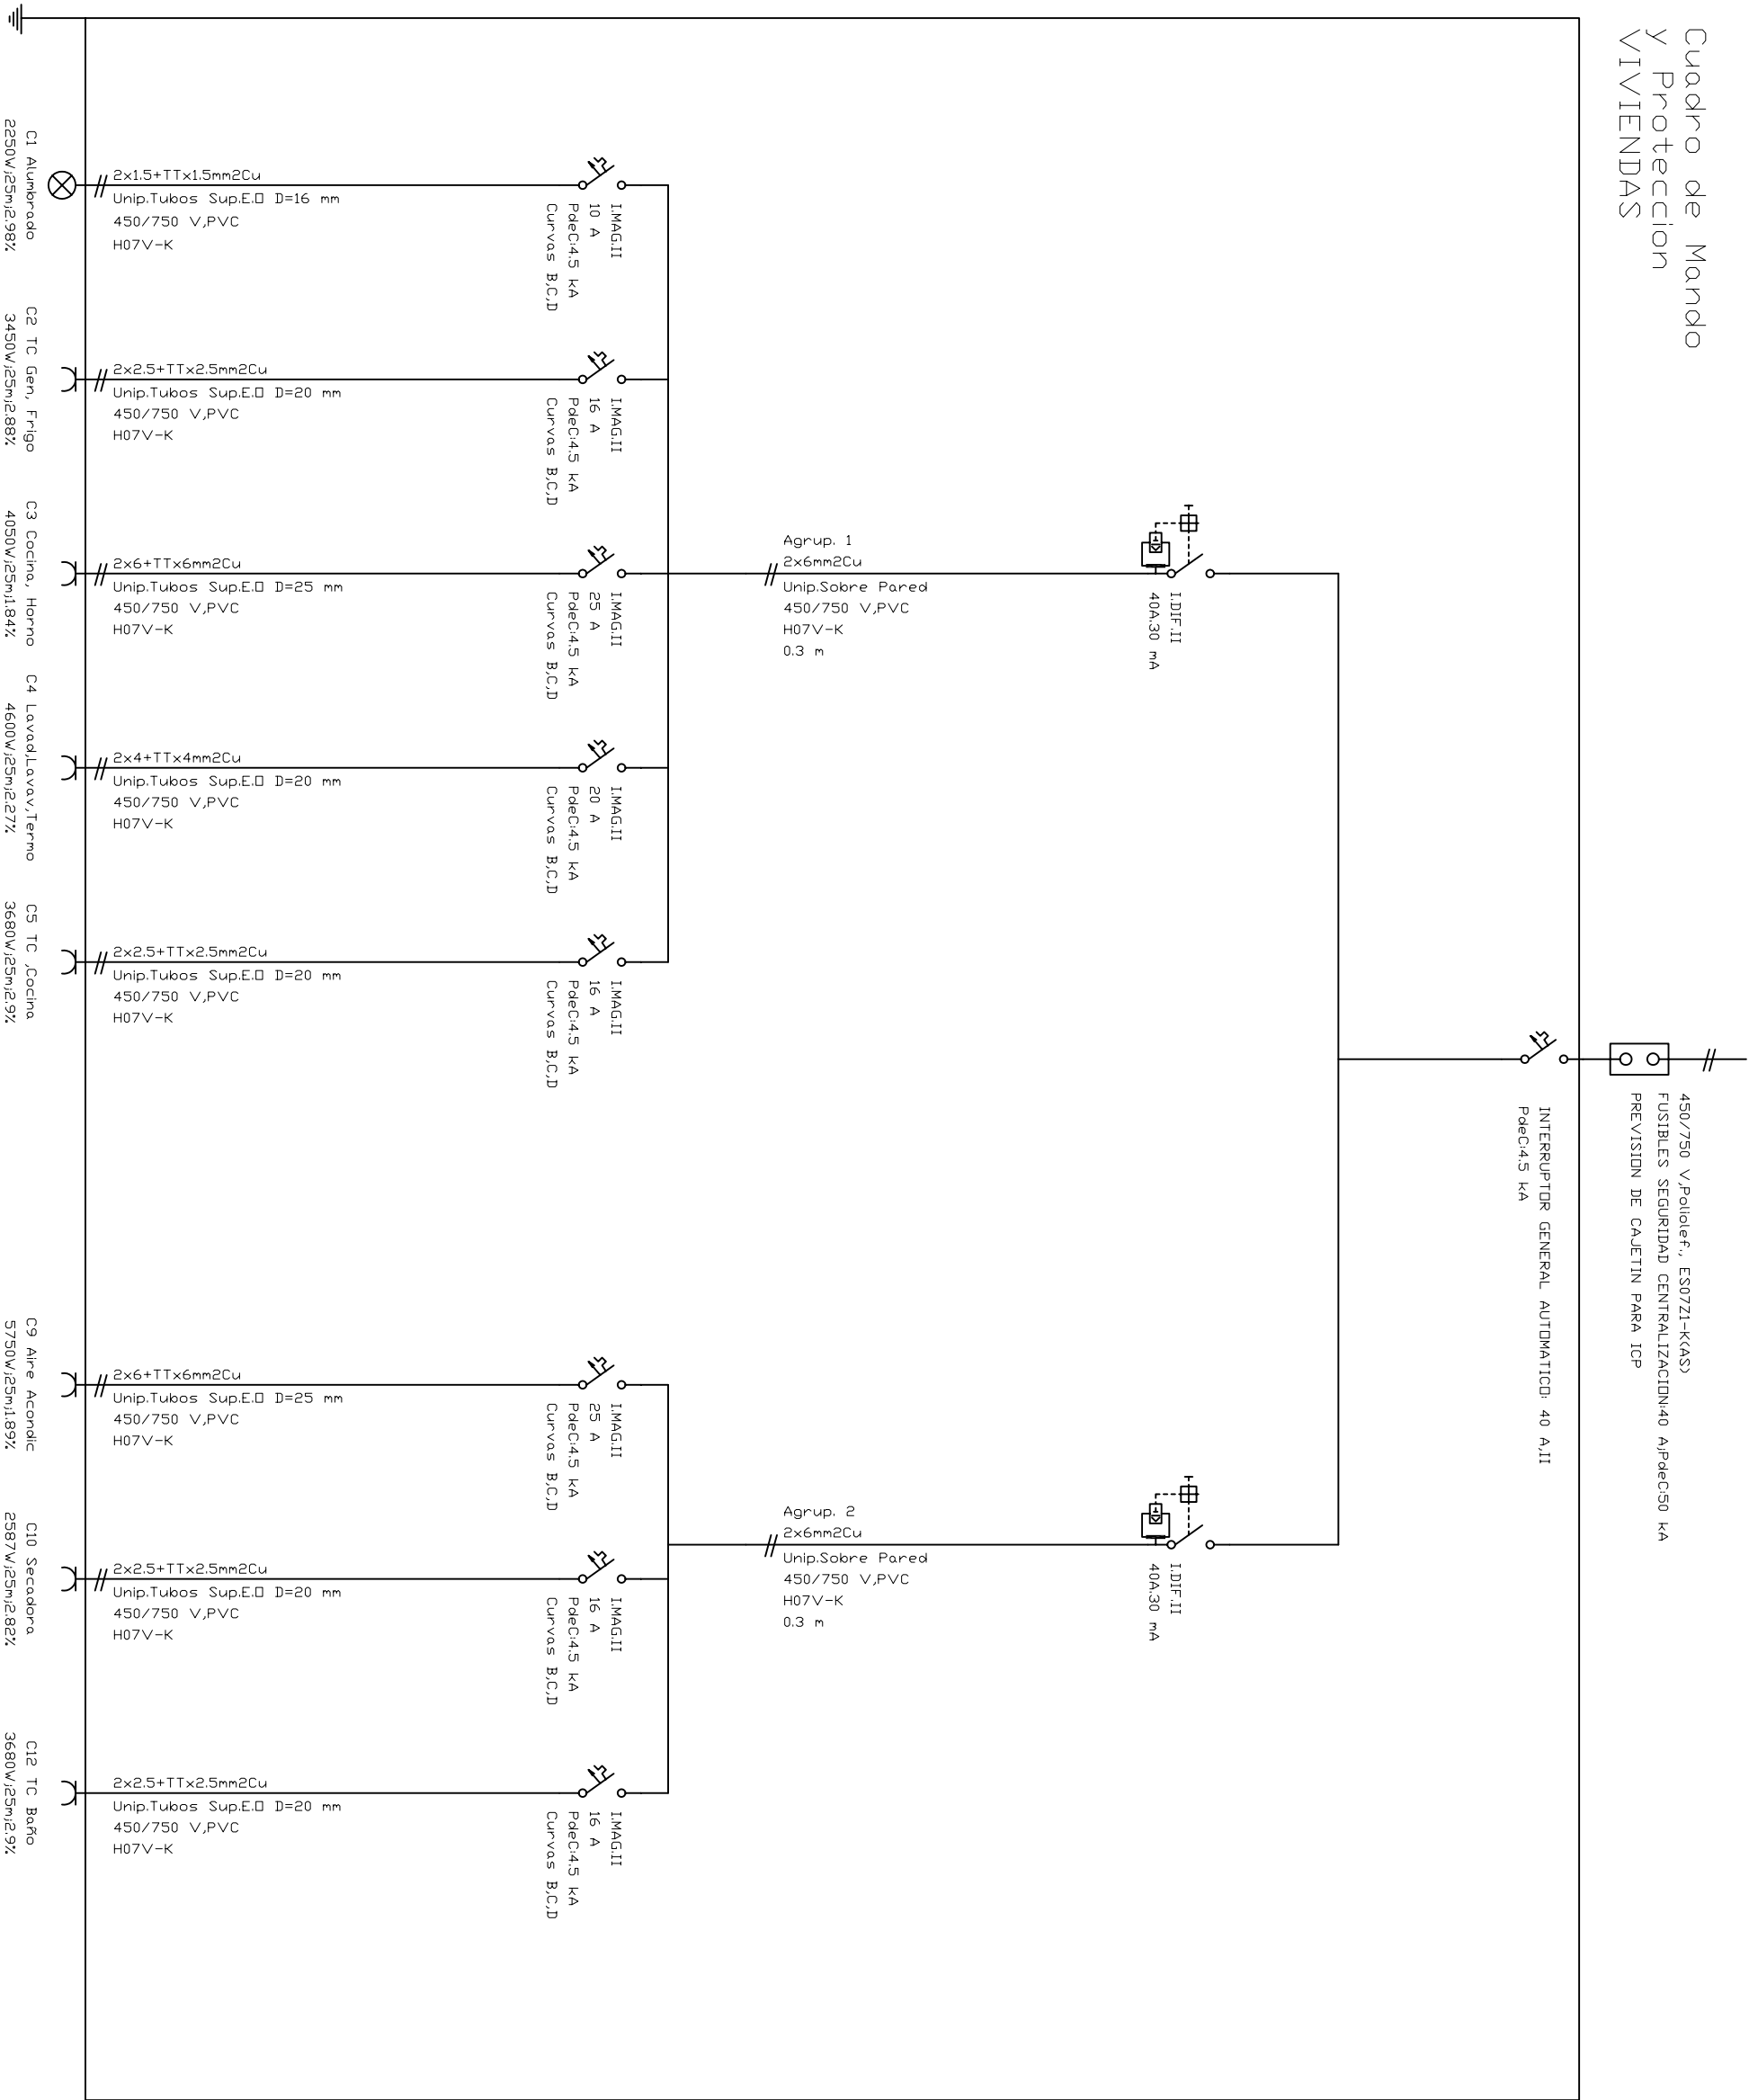 Cuadro de Mando
y Proteccion
VIVIENDAS
450/750 V,Poliolef., ES07Z1-K(AS)
FUSIBLES SEGURIDAD CENTRALIZACION:40 A;PdeC:50 kA
PREVISION DE CAJETIN PARA ICP
INTERRUPTOR GENERAL AUTOMATICO: 40 A,II
PdeC:4.5 kA
I.DIF.II
40A.30 mA
Agrup. 1
2x6mm2Cu
Unip.Sobre Pared
450/750 V,PVC
H07V-K
0.3 m
I.DIF.II
40A.30 mA
Agrup. 2
2x6mm2Cu
Unip.Sobre Pared
450/750 V,PVC
H07V-K
0.3 m
I.MAG.II
10 A
PdeC:4.5 kA
Curvas B,C,D
2x1.5+TTx1.5mm2Cu
Unip.Tubos Sup.E.O D=16 mm
450/750 V,PVC
H07V-K
C1 Alumbrado
2250W;25m;2.98%
I.MAG.II
16 A
PdeC:4.5 kA
Curvas B,C,D
2x2.5+TTx2.5mm2Cu
Unip.Tubos Sup.E.O D=20 mm
450/750 V,PVC
H07V-K
C2 TC Gen, Frigo
3450W;25m;2.88%
I.MAG.II
25 A
PdeC:4.5 kA
Curvas B,C,D
2x6+TTx6mm2Cu
Unip.Tubos Sup.E.O D=25 mm
450/750 V,PVC
H07V-K
C3 Cocina, Horno
4050W;25m;1.84%
I.MAG.II
20 A
PdeC:4.5 kA
Curvas B,C,D
2x4+TTx4mm2Cu
Unip.Tubos Sup.E.O D=20 mm
450/750 V,PVC
H07V-K
C4 Lavad,Lavav,Termo
4600W;25m;2.27%
I.MAG.II
16 A
PdeC:4.5 kA
Curvas B,C,D
2x2.5+TTx2.5mm2Cu
Unip.Tubos Sup.E.O D=20 mm
450/750 V,PVC
H07V-K
C5 TC ,Cocina
3680W;25m;2.9%
I.MAG.II
25 A
PdeC:4.5 kA
Curvas B,C,D
2x6+TTx6mm2Cu
Unip.Tubos Sup.E.O D=25 mm
450/750 V,PVC
H07V-K
C9 Aire Acondic
5750W;25m;1.89%
I.MAG.II
16 A
PdeC:4.5 kA
Curvas B,C,D
2x2.5+TTx2.5mm2Cu
Unip.Tubos Sup.E.O D=20 mm
450/750 V,PVC
H07V-K
C10 Secadora
2587W;25m;2.82%
I.MAG.II
16 A
PdeC:4.5 kA
Curvas B,C,D
2x2.5+TTx2.5mm2Cu
Unip.Tubos Sup.E.O D=20 mm
450/750 V,PVC
H07V-K
C12 TC Baño
3680W;25m;2.9%